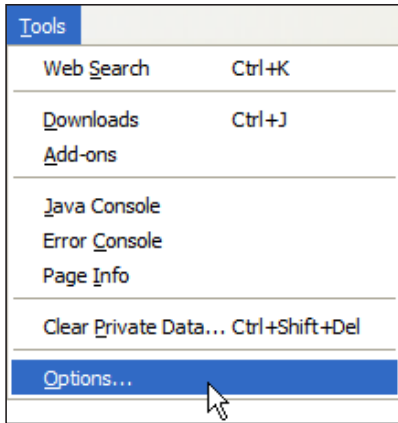 Tools
Web Search Ctrl+K
Downloads Ctrl+J
Add-ons
Java Console
Error Console
Page Info
Clear Private Data... Ctrl+Shift+Del
Options...